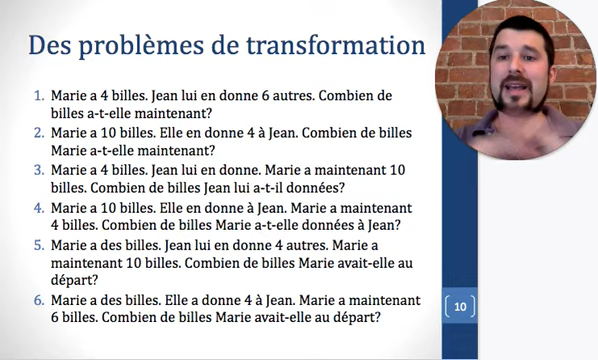 Des problèmes de transformation
1. Marie a 4 billes. Jean lui en donne 6 autres. Combien de
billes a-t-elle maintenant?
2. Marie a 10 billes. Elle en donne 4 à Jean. Combien de billes
Marie a-t-elle maintenant?
3. Marie a 4 billes. Jean lui en donne. Marie a maintenant 10
billes. Combien de billes Jean lui a-t-il données?
4. Marie a 10 billes. Elle en donne à Jean. Marie a maintenant
4 billes. Combien de billes Marie a-t-elle données à Jean?
5. Marie a des billes. Jean lui en donne 4 autres. Marie a
maintenant 10 billes. Combien de billes Marie avait-elle au
départ?
6. Marie a des billes. Elle a donne 4 à Jean. Marie a maintenant
6 billes. Combien de billes Marie avait-elle au départ?
10